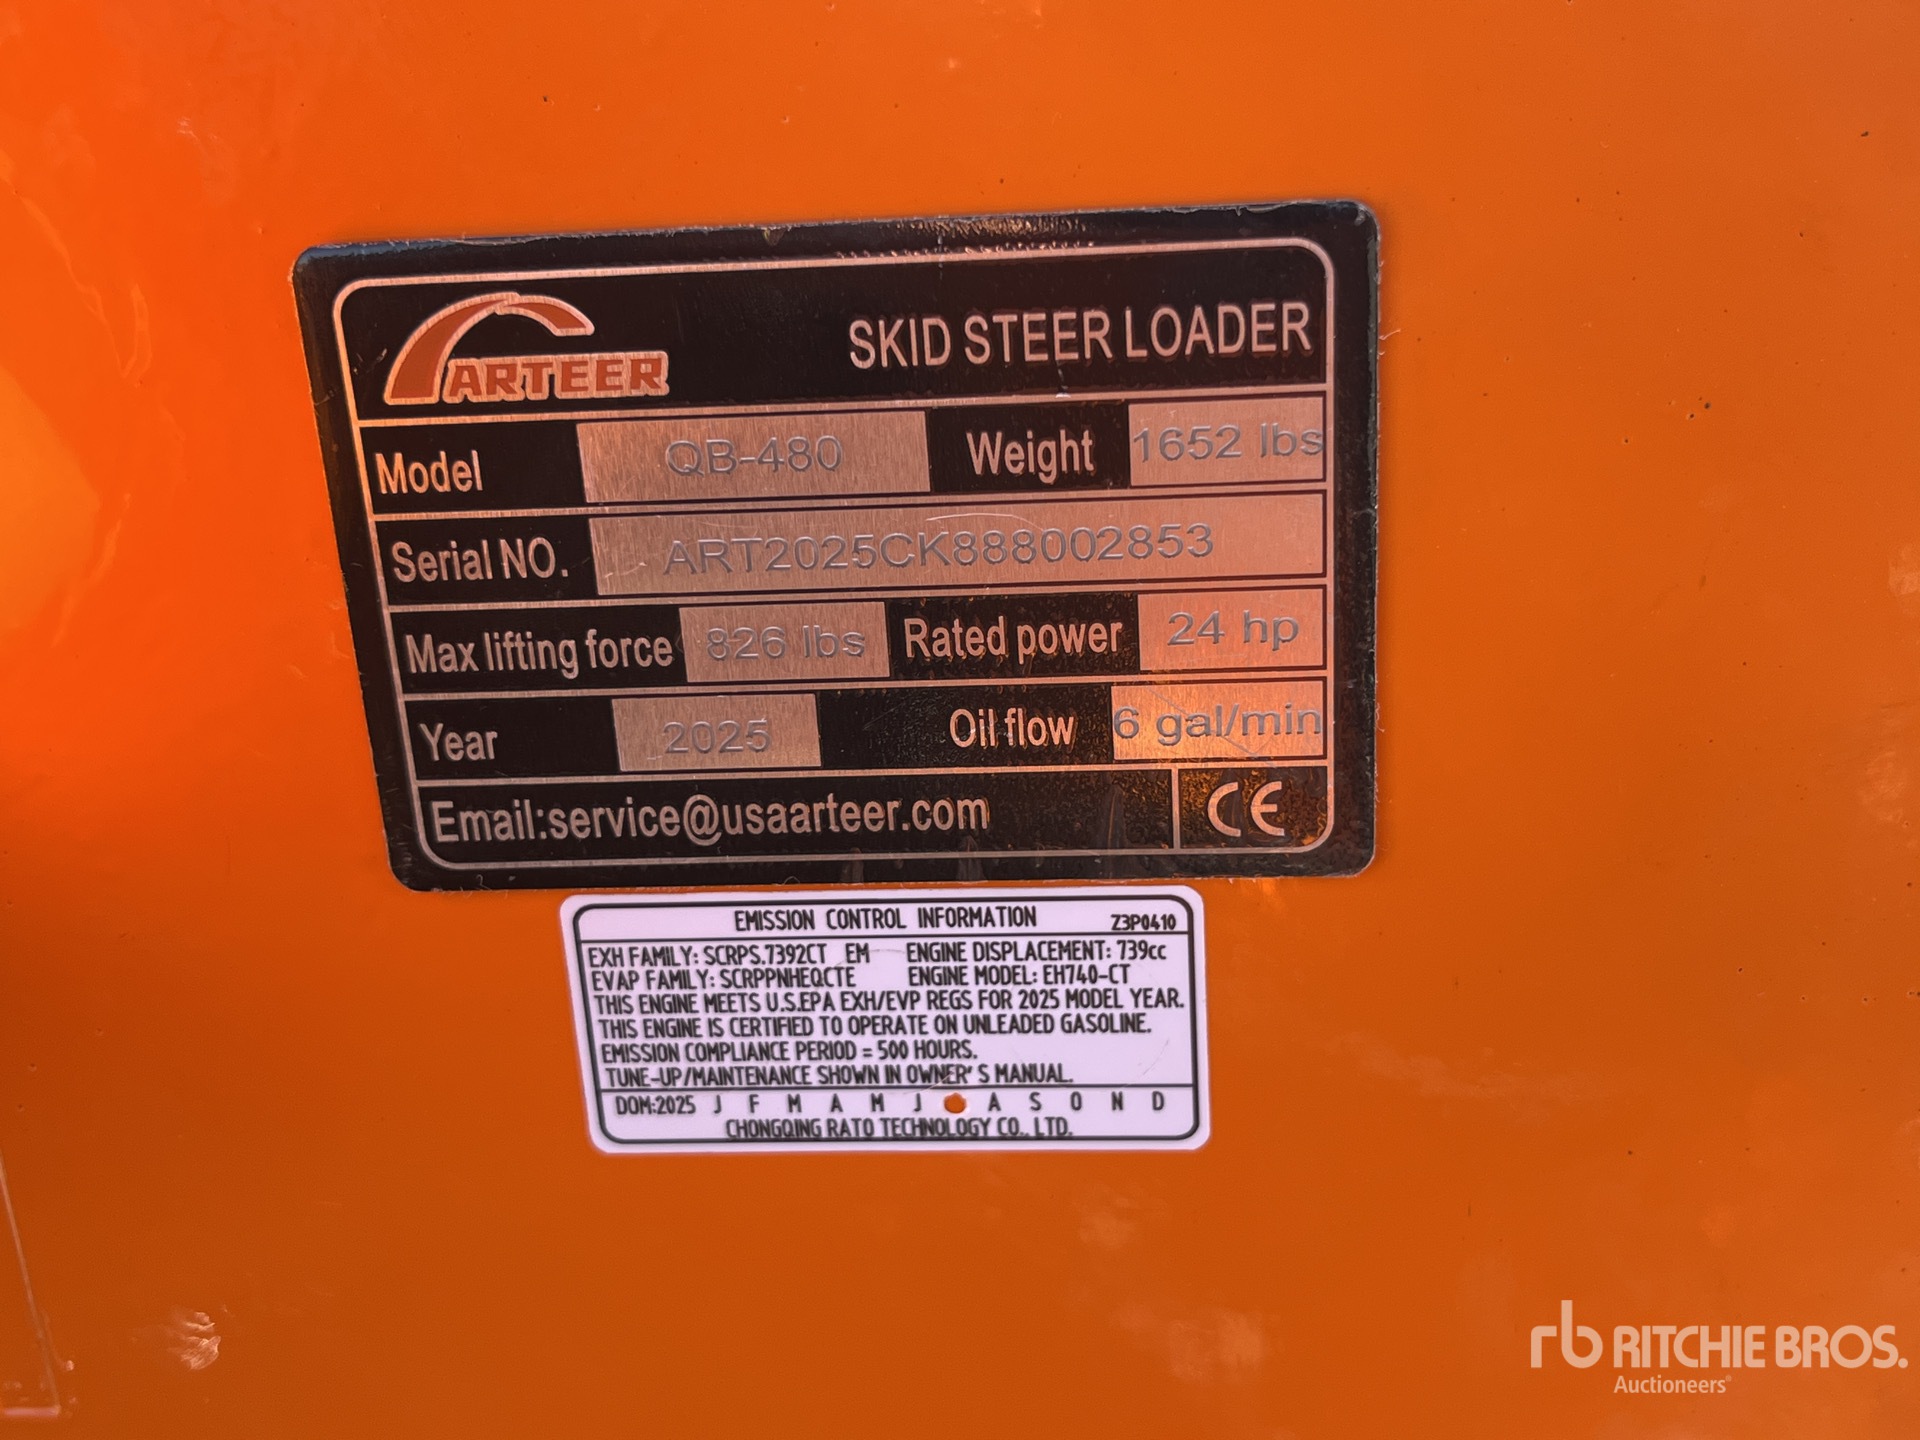 ARTEER
SKID STEER LOADER
Model QB-480 Weight 1652 lbs
Serial NO. ART2025CK888002853
Max lifting force 826 lbs Rated power 24 hp
Year 2025 Oil flow 6 gal/min
Email:service@usaarteer.com CE
EMISSION CONTROL INFORMATION Z3P0410
EXH FAMILY: SCRPS.7392CT EM ENGINE DISPLACEMENT: 739cc
EVAP FAMILY: SCRPPNHEQCTE ENGINE MODEL: EH740-CT
THIS ENGINE MEETS U.S.EPA EXH/EVP REGS FOR 2025 MODEL YEAR.
THIS ENGINE IS CERTIFIED TO OPERATE ON UNLEADED GASOLINE.
EMISSION COMPLIANCE PERIOD = 500 HOURS.
TUNE-UP/MAINTENANCE SHOWN IN OWNER'S MANUAL.
DOM:2025 J F M A M J A S O N D
CHONGQING RATO TECHNOLOGY CO., LTD.
rb RITCHIE BROS.
Auctioneers